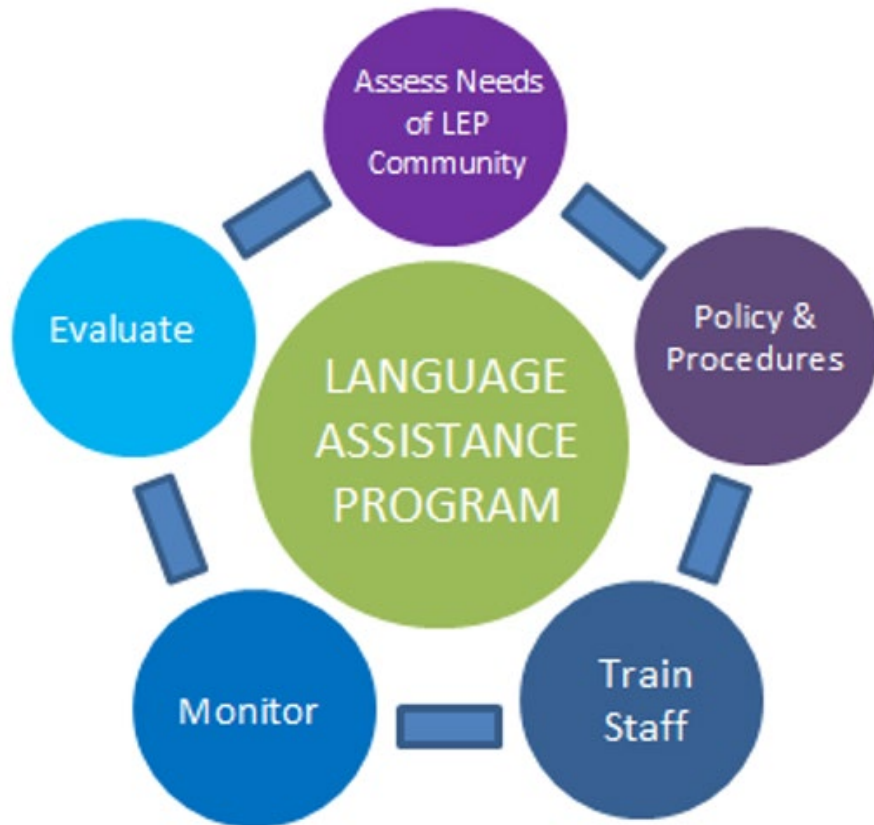 Assess Needs
of LEP
Community
Policy &
Procedures
Train
Staff
Monitor
Evaluate
LANGUAGE
ASSISTANCE
PROGRAM